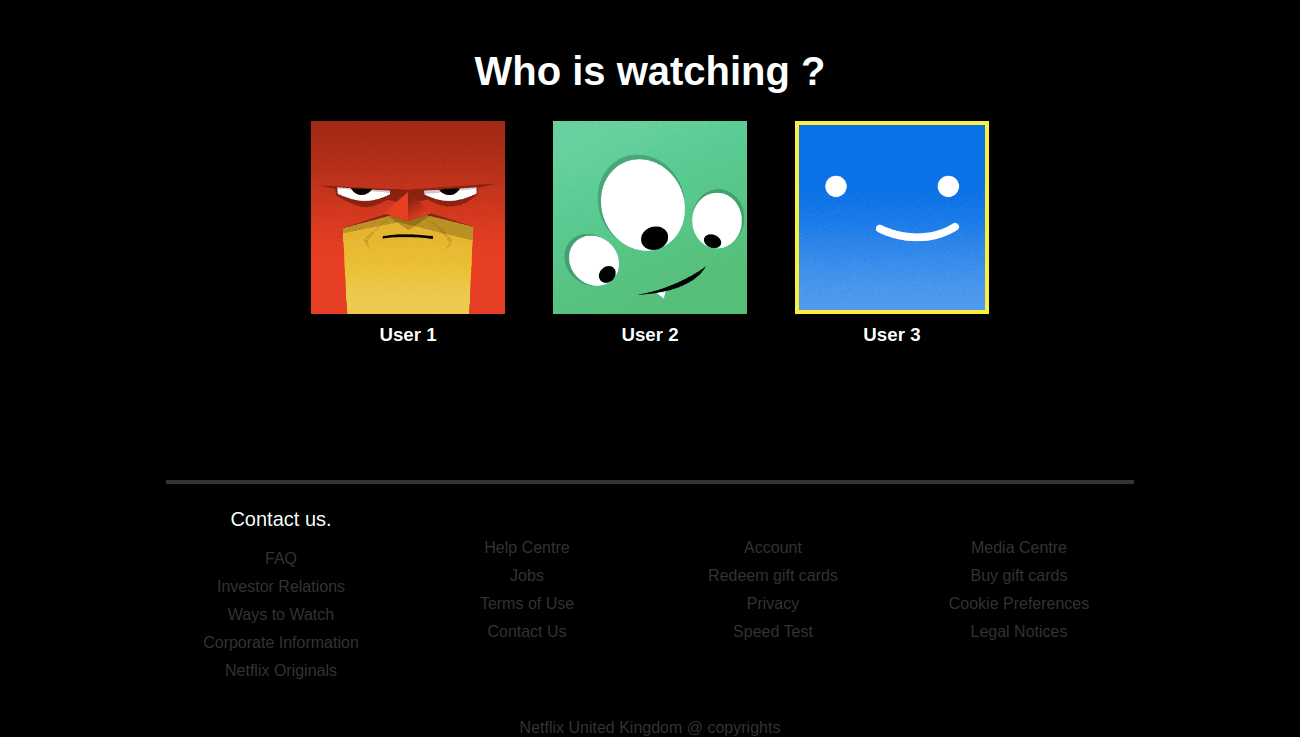 Who is watching ?
User 1
User 2
User 3
Contact us.
FAQ
Investor Relations
Ways to Watch
Corporate Information
Netflix Originals
Help Centre
Jobs
Terms of Use
Contact Us
Account
Redeem gift cards
Privacy
Speed Test
Media Centre
Buy gift cards
Cookie Preferences
Legal Notices
Netflix United Kingdom @ copyrights